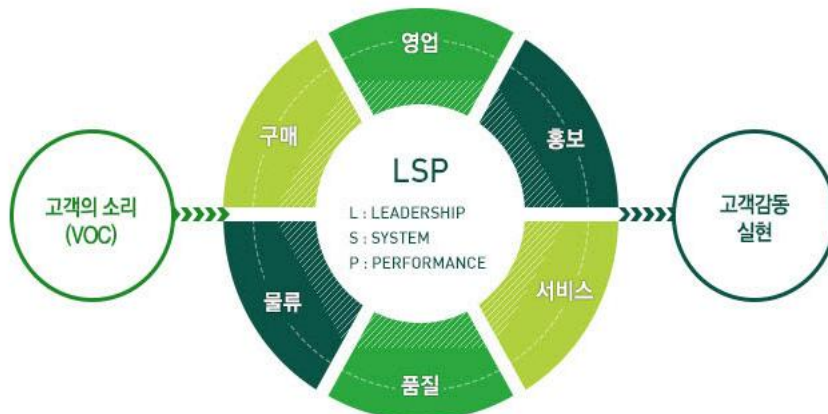 영업
구매
홍보
고객의 소리
(VOC)
LSP
L : LEADERSHIP
S : SYSTEM
P : PERFORMANCE
고객감동
실현
물류
서비스
품질